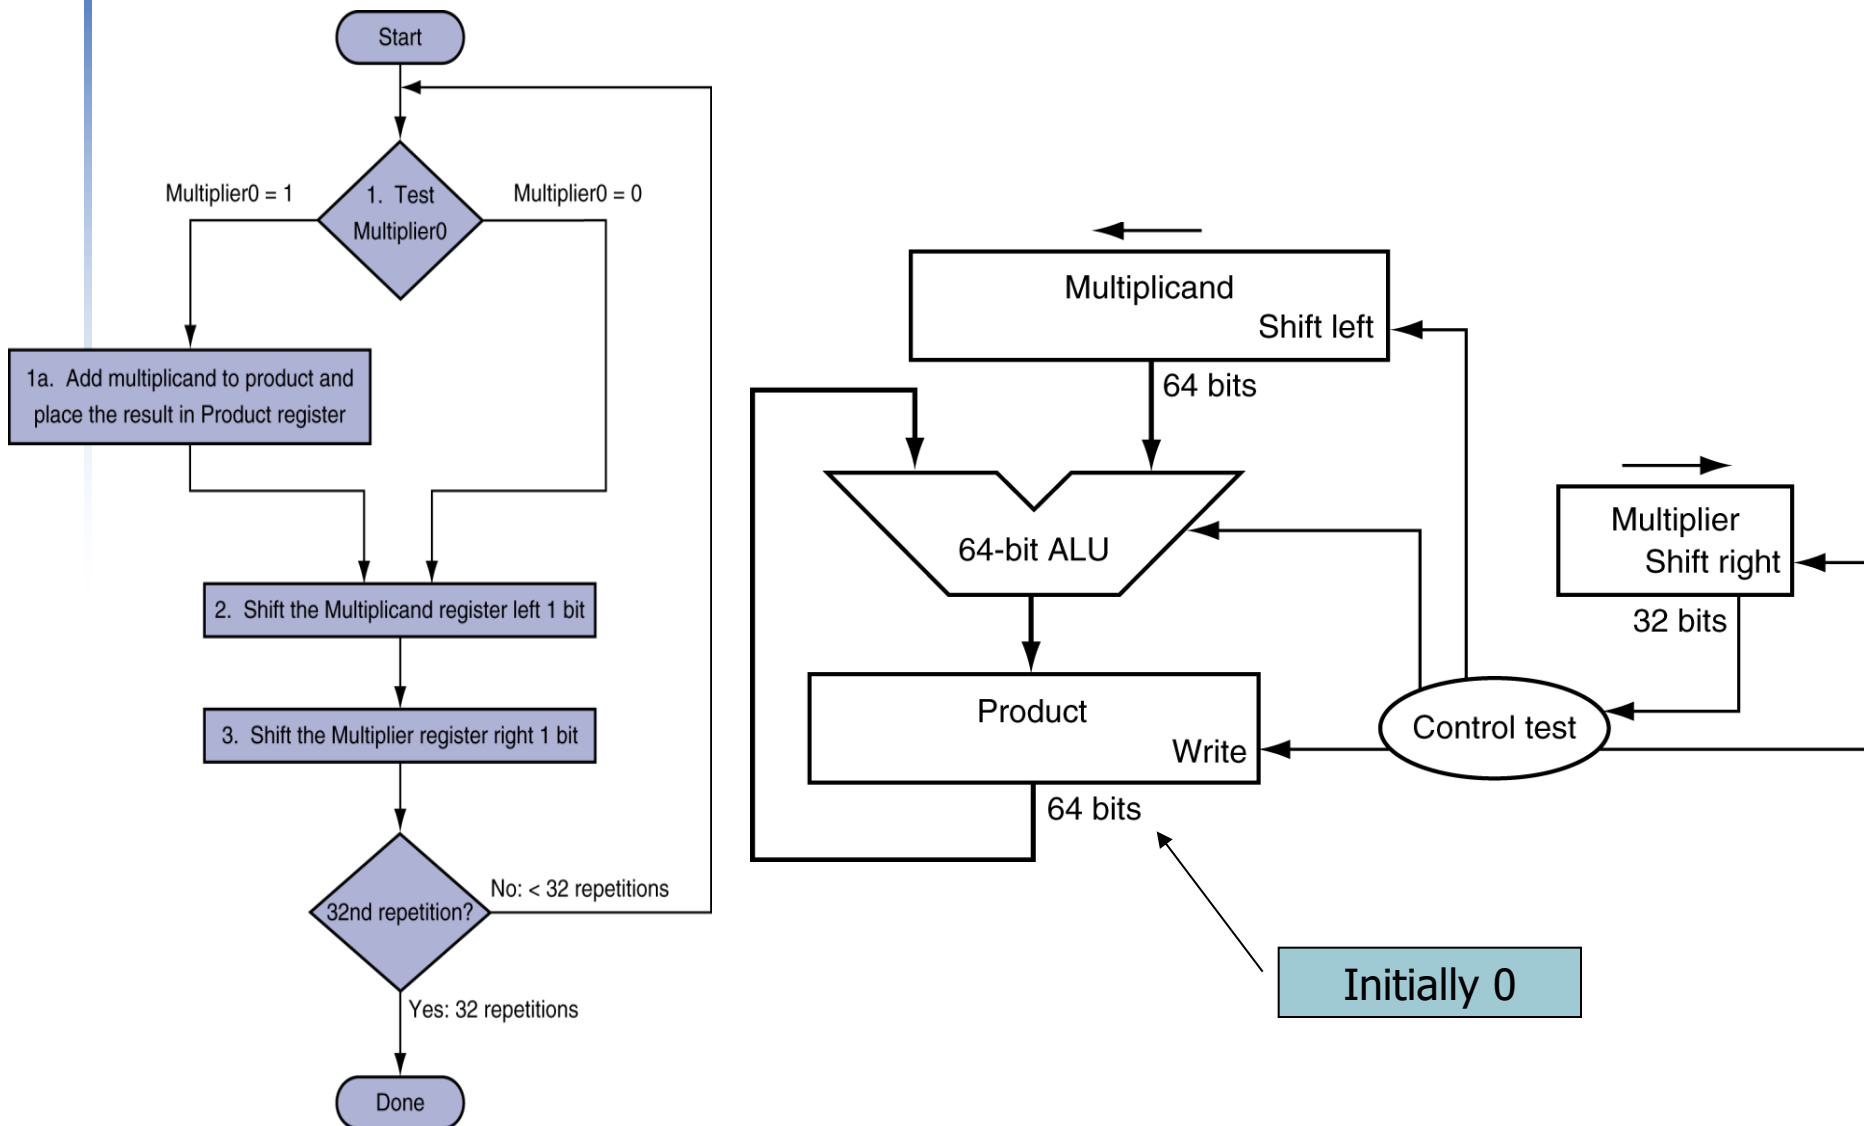 Start
Multiplier0 = 1
1. Test
Multiplier0
Multiplier0 = 0
1a. Add multiplicand to product and
place the result in Product register
2. Shift the Multiplicand register left 1 bit
3. Shift the Multiplier register right 1 bit
32nd repetition?
No: < 32 repetitions
Yes: 32 repetitions
Done
Multiplicand
Shift left
64 bits
64-bit ALU
Multiplier
Shift right
32 bits
Product
Write
64 bits
Control test
Initially 0